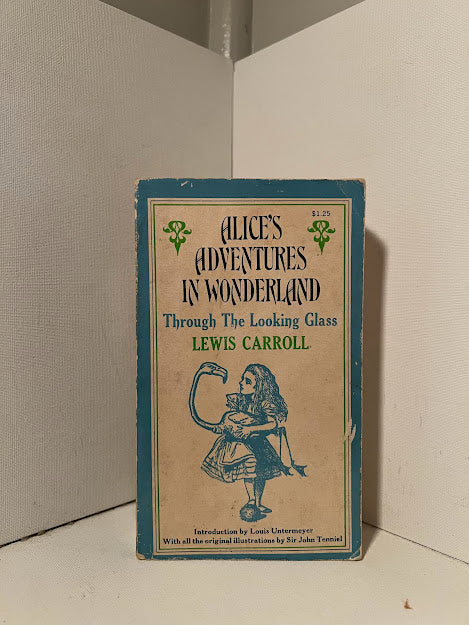 $1.25
ALICE'S
ADVENTURES
IN WONDERLAND
Through The Looking Glass
LEWIS CARROLL
Introduction by Louis Untermeyer
With all the original illustrations by Sir John Tenniel